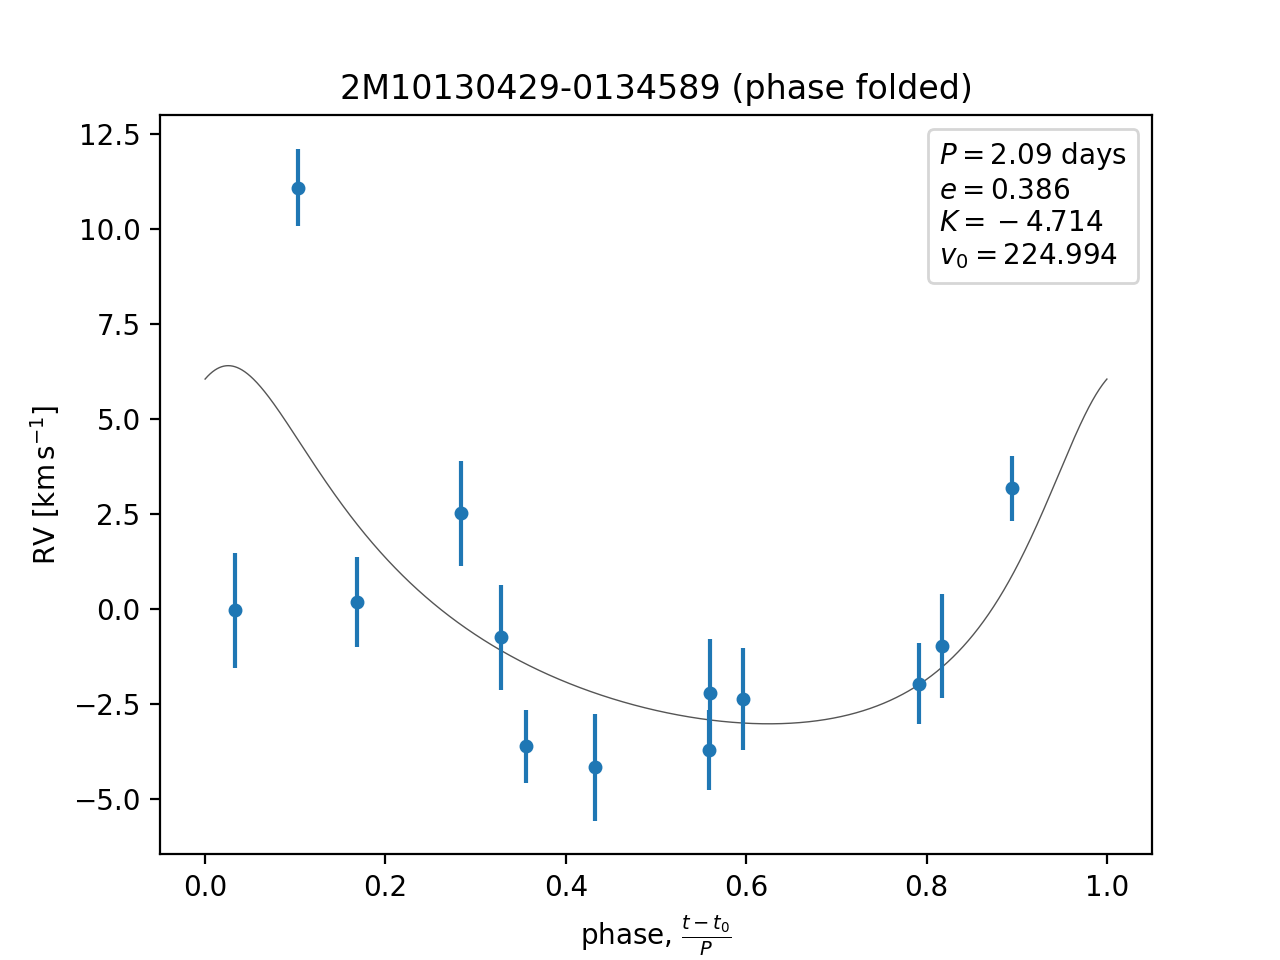 2M10130429-0134589 (phase folded)
P = 2.09 days
e = 0.386
K = −4.714
v₀ = 224.994
RV [km s⁻¹]
12.5
10.0
7.5
5.0
2.5
0.0
−2.5
−5.0
0.0 0.2 0.4 0.6 0.8 1.0
phase, (t − t₀)/P